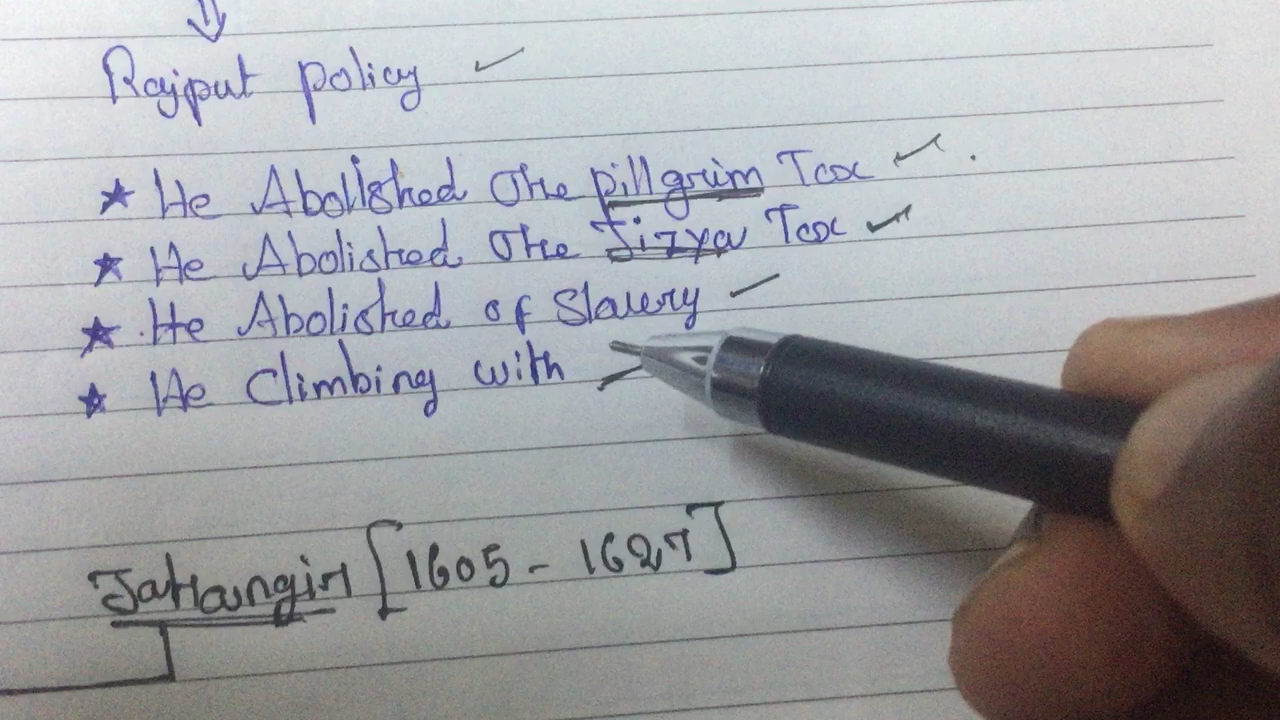 Rajput policy
He Abolished The pillgrim Tax
He Abolished The Jizya Tax
He Abolished of Slavery
He Climbing with
JaHangir [1605 - 1627]